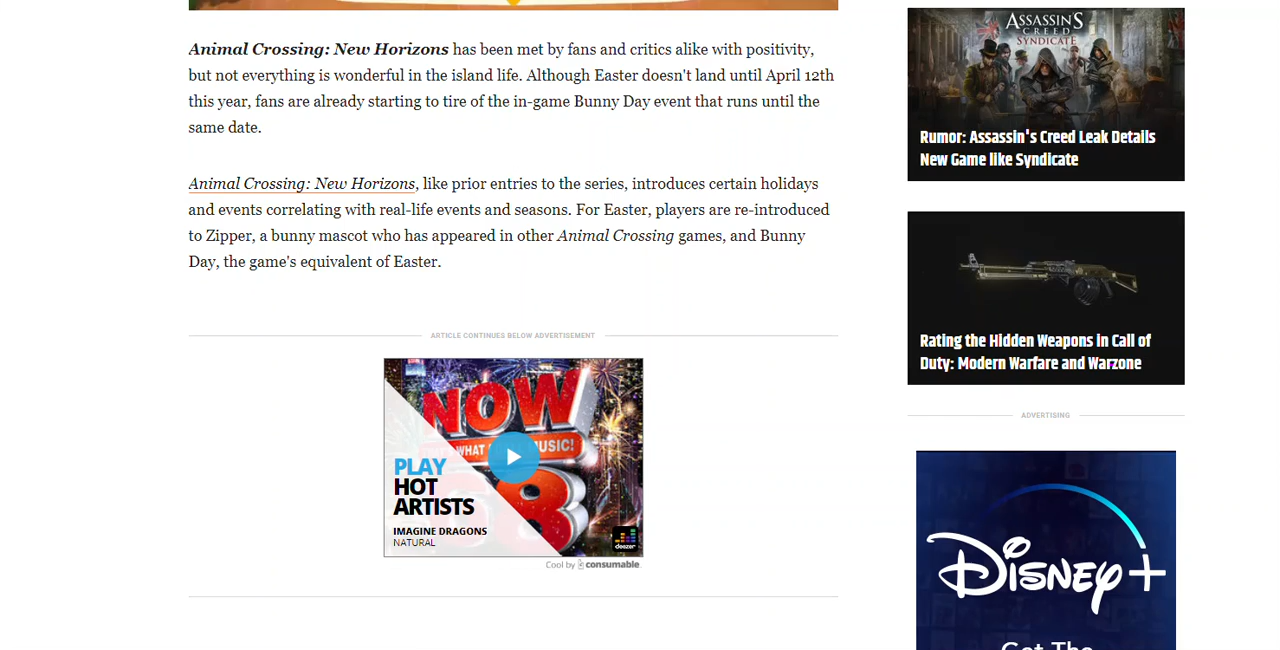 Animal Crossing: New Horizons has been met by fans and critics alike with positivity,
but not everything is wonderful in the island life. Although Easter doesn't land until April 12th
this year, fans are already starting to tire of the in-game Bunny Day event that runs until the
same date.
Animal Crossing: New Horizons, like prior entries to the series, introduces certain holidays
and events correlating with real-life events and seasons. For Easter, players are re-introduced
to Zipper, a bunny mascot who has appeared in other Animal Crossing games, and Bunny
Day, the game's equivalent of Easter.
ARTICLE CONTINUES BELOW ADVERTISEMENT
NOW
WHAT
MUSIC!
PLAY
HOT
ARTISTS
IMAGINE DRAGONS
NATURAL
deezer
Cool by consumable.
ASSASSIN'S
CREED
SYNDICATE
Rumor: Assassin's Creed Leak Details
New Game like Syndicate
Rating the Hidden Weapons in Call of
Duty: Modern Warfare and Warzone
ADVERTISING
Disney+
Get The